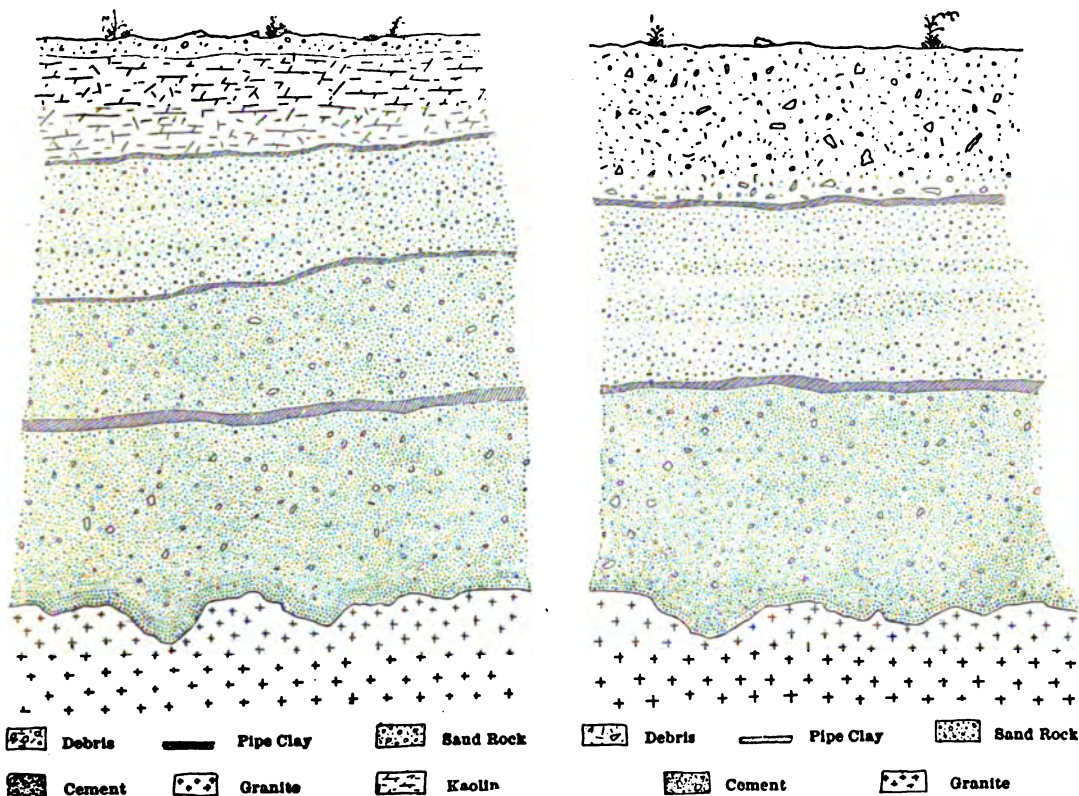 Debris Pipe Clay Sand Rock
Cement Granite Kaolin
Debris Pipe Clay Sand Rock
Cement Granite